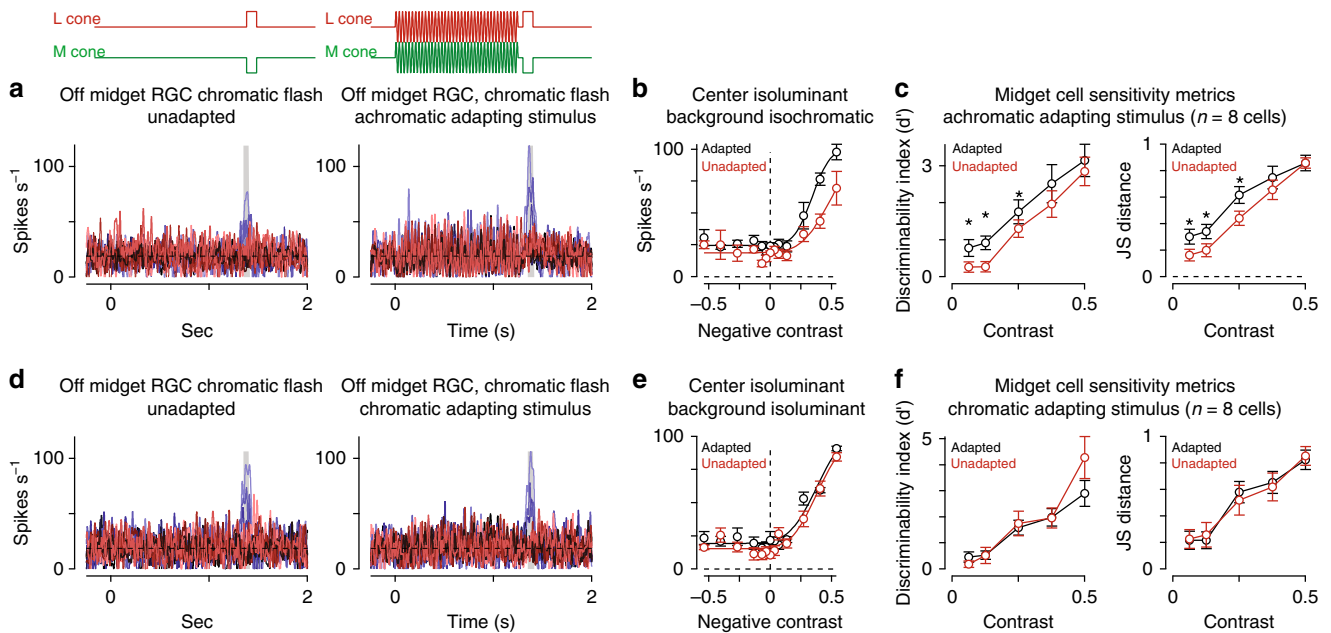 L cone
M cone
L cone
M cone
a
Off midget RGC chromatic flash
unadapted
100
0
Spikes s–1
0
2
Sec
Off midget RGC, chromatic flash
achromatic adapting stimulus
100
0
0
2
Time (s)
b
Center isoluminant
background isochromatic
Adapted
Unadapted
100
0
Spikes s–1
–0.5
0
0.5
Negative contrast
c
Midget cell sensitivity metrics
achromatic adapting stimulus (n = 8 cells)
Adapted
Unadapted
3
0
Discriminability index (d')
* * *
0
0.5
Contrast
Adapted
Unadapted
1
0
JS distance
* * *
0
0.5
Contrast
d
Off midget RGC chromatic flash
unadapted
100
0
Spikes s–1
0
2
Sec
Off midget RGC, chromatic flash
chromatic adapting stimulus
100
0
0
2
Time (s)
e
Center isoluminant
background isoluminant
Adapted
Unadapted
100
0
Spikes s–1
–0.5
0
0.5
Negative contrast
f
Midget cell sensitivity metrics
chromatic adapting stimulus (n = 8 cells)
Adapted
Unadapted
5
0
Discriminability index (d')
0
0.5
Contrast
Adapted
Unadapted
1
0
JS distance
0
0.5
Contrast